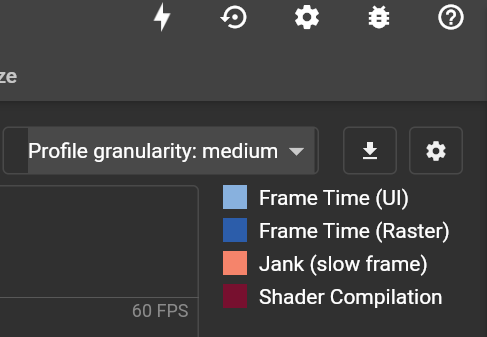 ze
Profile granularity: medium
Frame Time (UI)
Frame Time (Raster)
Jank (slow frame)
Shader Compilation
60 FPS